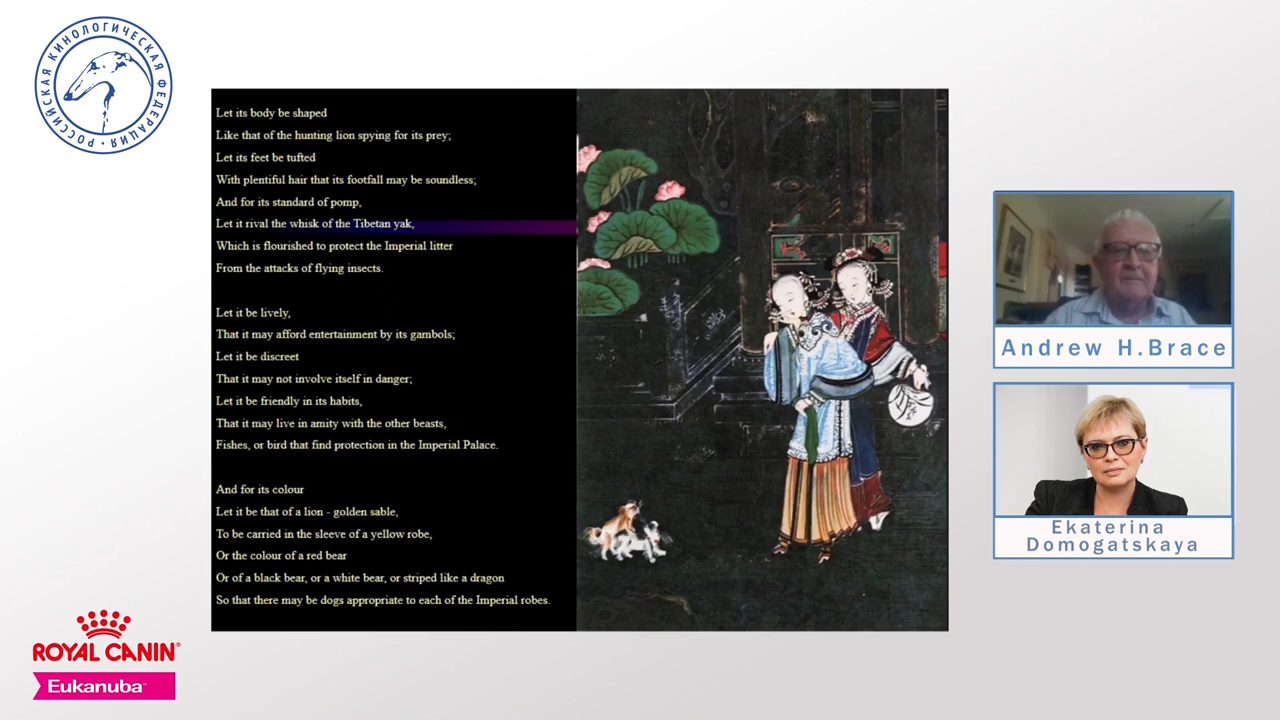 РОССИЙСКАЯ КИНОЛОГИЧЕСКАЯ ФЕДЕРАЦИЯ
Let its body be shaped
Like that of the hunting lion spying for its prey;
Let its feet be tufted
With plentiful hair that its footfall may be soundless;
And for its standard of pomp,
Let it rival the whisk of the Tibetan yak,
Which is flourished to protect the Imperial litter
From the attacks of flying insects.
Let it be lively,
That it may afford entertainment by its gambols;
Let it be discreet
That it may not involve itself in danger;
Let it be friendly in its habits,
That it may live in amity with the other beasts,
Fishes, or bird that find protection in the Imperial Palace.
And for its colour
Let it be that of a lion - golden sable,
To be carried in the sleeve of a yellow robe,
Or the colour of a red bear
Or of a black bear, or a white bear, or striped like a dragon
So that there may be dogs appropriate to each of the Imperial robes.
Andrew H.Brace
Ekaterina
Domogatskaya
ROYAL CANIN®
Eukanuba™